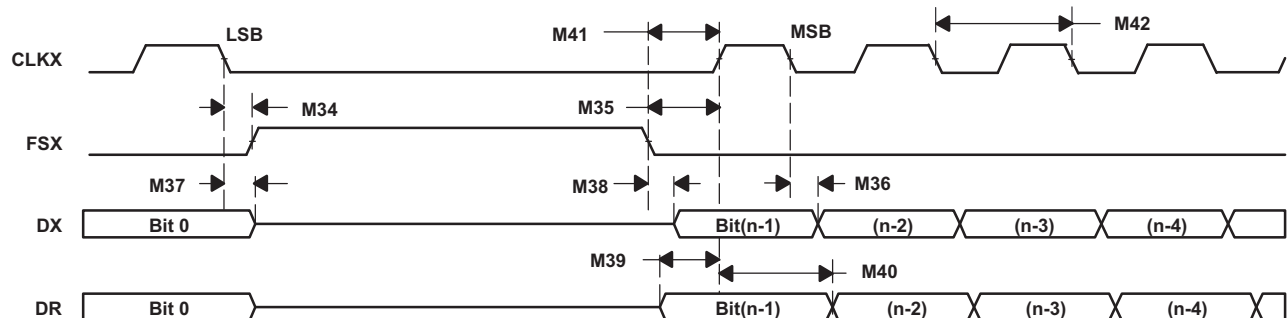 LSB M41 MSB M42
CLKX
M34 M35
FSX
M37 M38 M36
DX Bit 0 Bit(n-1) (n-2) (n-3) (n-4)
M39 M40
DR Bit 0 Bit(n-1) (n-2) (n-3) (n-4)